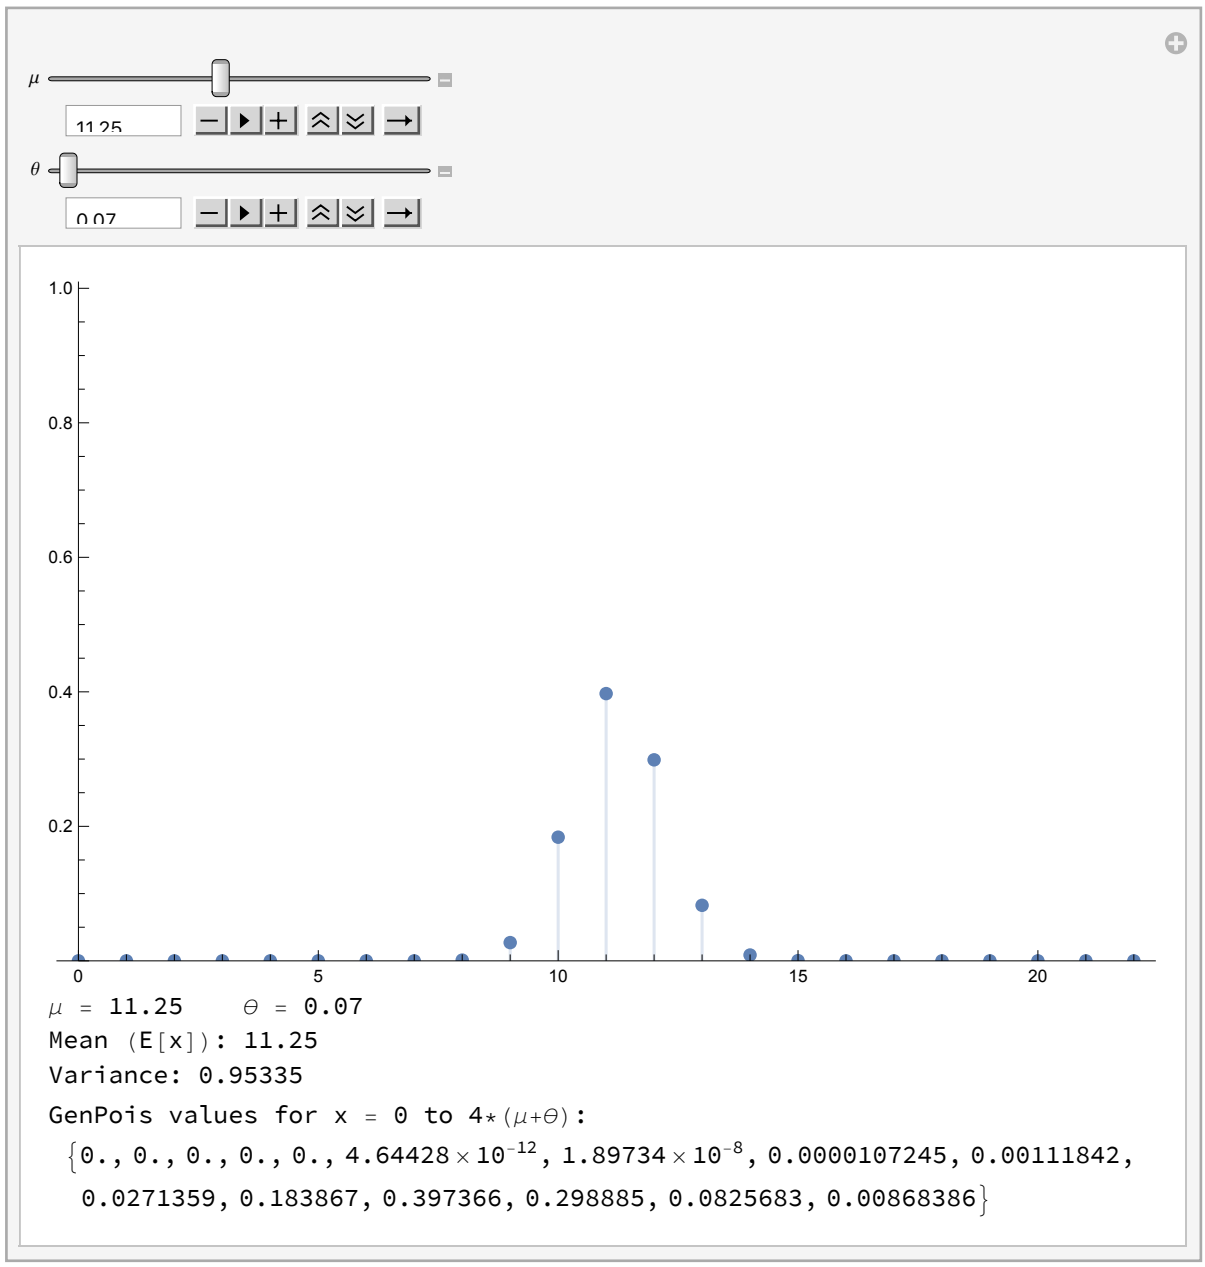 μ
11.25
θ
0.07
1.0
0.8
0.6
0.4
0.2
0 5 10 15 20
μ = 11.25 θ = 0.07
Mean (E[x]): 11.25
Variance: 0.95335
GenPois values for x = 0 to 4*(μ+θ):
{0., 0., 0., 0., 0., 4.64428×10⁻¹², 1.89734×10⁻⁸, 0.0000107245, 0.00111842,
0.0271359, 0.183867, 0.397366, 0.298885, 0.0825683, 0.00868386}